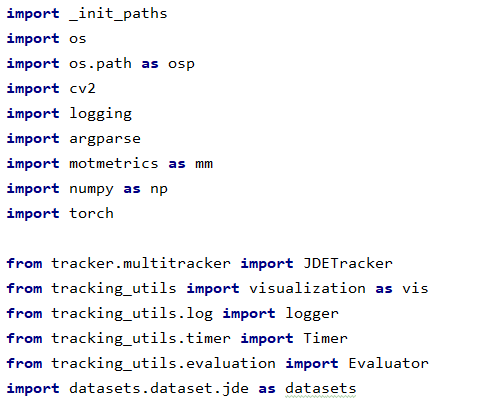 import _init_paths
import os
import os.path as osp
import cv2
import logging
import argparse
import motmetrics as mm
import numpy as np
import torch
from tracker.multitracker import JDETracker
from tracking_utils import visualization as vis
from tracking_utils.log import logger
from tracking_utils.timer import Timer
from tracking_utils.evaluation import Evaluator
import datasets.dataset.jde as datasets